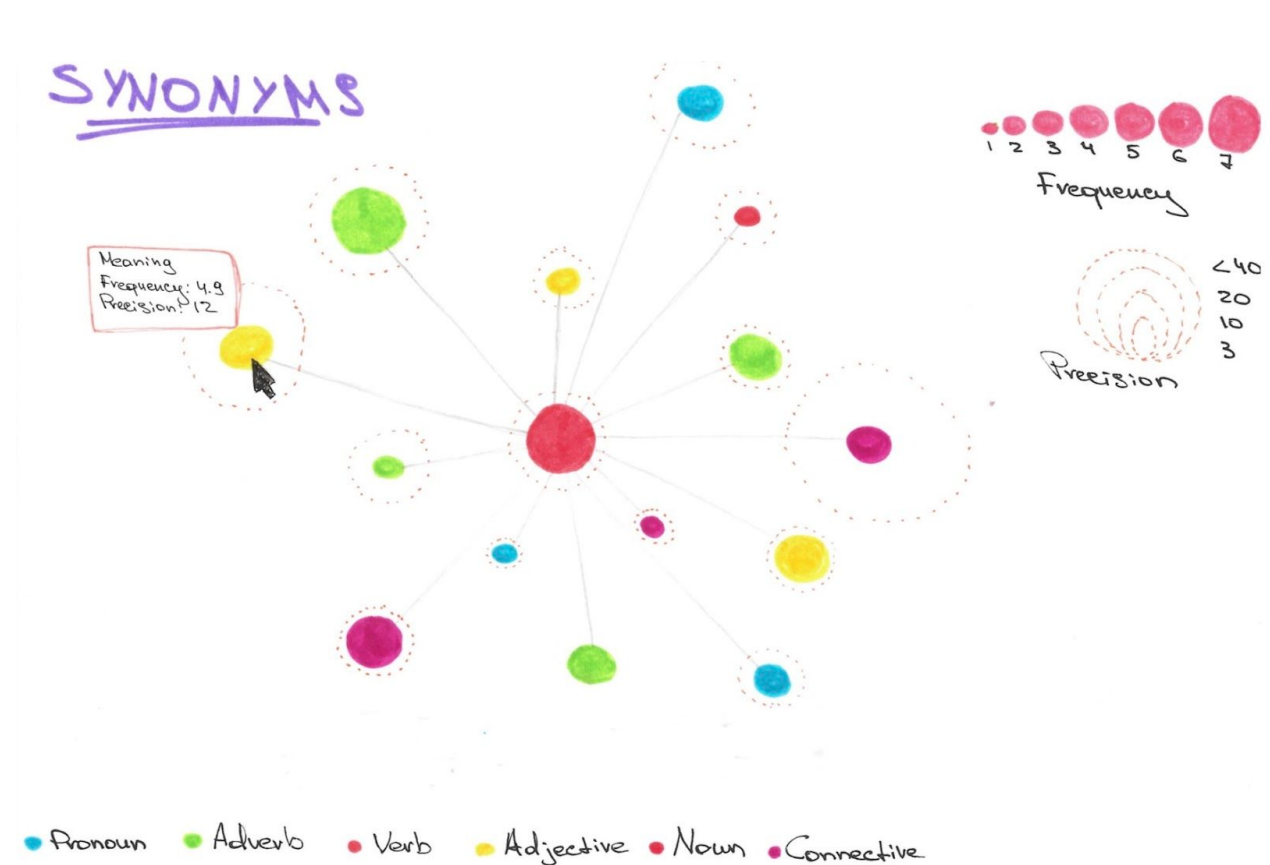 SYNONYMS
Meaning
Frequency: 4.9
Precision: 12
1 2 3 4 5 6 7
Frequency
<40
20
10
3
Precision
Pronoun Adverb Verb Adjective Noun Connective